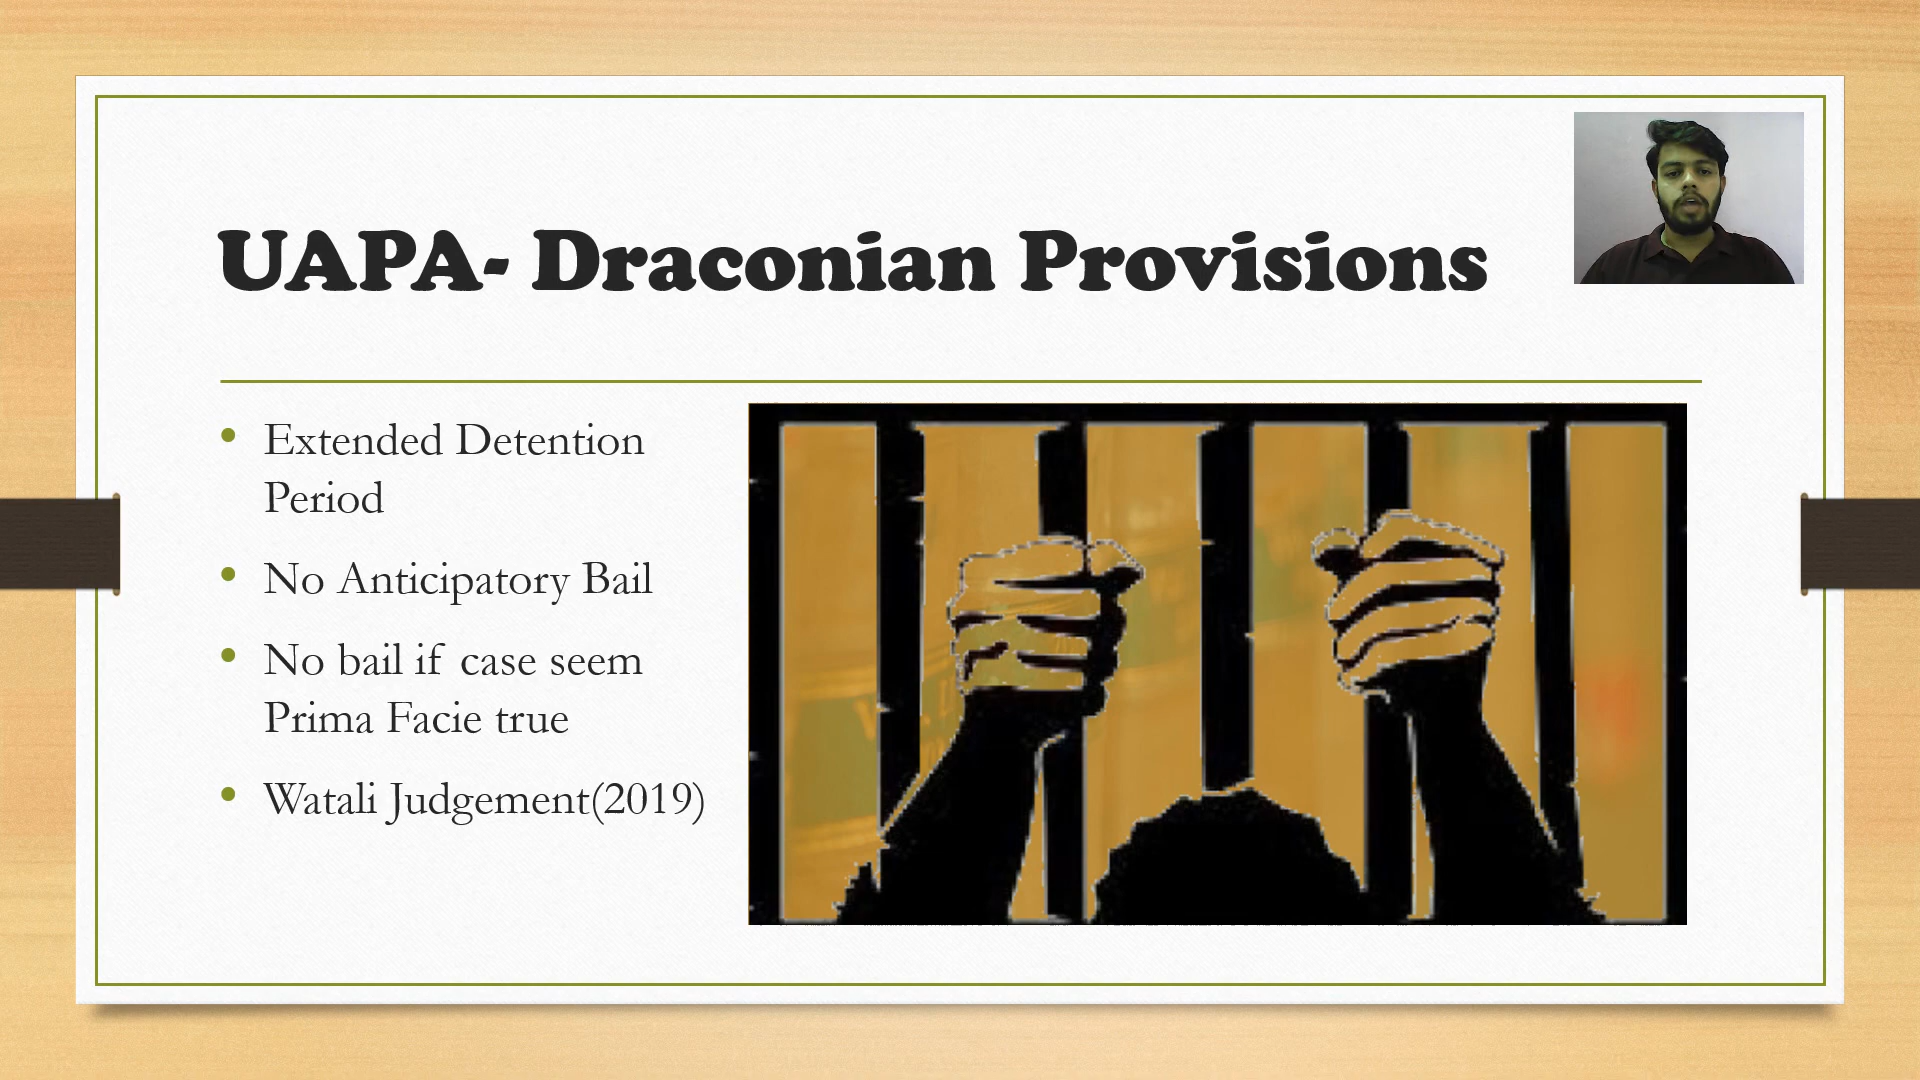 UAPA- Draconian Provisions
• Extended Detention
Period
• No Anticipatory Bail
• No bail if case seem
Prima Facie true
• Watali Judgement(2019)